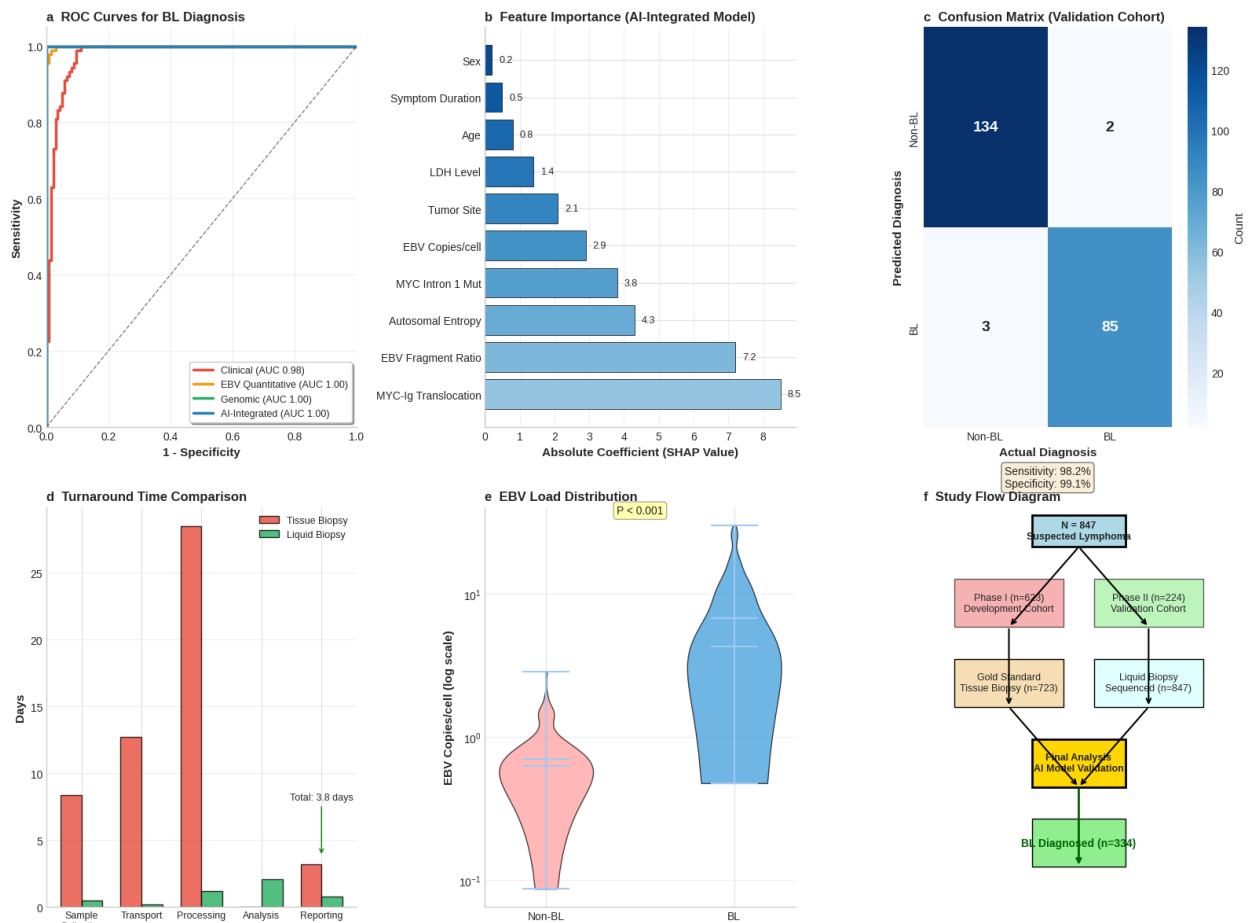 a ROC Curves for BL Diagnosis
1.0
0.8
0.6
0.4
0.2
0.0
Sensitivity
0.0 0.2 0.4 0.6 0.8 1.0
1 - Specificity
Clinical (AUC 0.98)
EBV Quantitative (AUC 1.00)
Genomic (AUC 1.00)
AI-Integrated (AUC 1.00)
b Feature Importance (AI-Integrated Model)
Sex 0.2
Symptom Duration 0.5
Age 0.8
LDH Level 1.4
Tumor Site 2.1
EBV Copies/cell 2.9
MYC Intron 1 Mut 3.8
Autosomal Entropy 4.3
EBV Fragment Ratio 7.2
MYC-Ig Translocation 8.5
0 1 2 3 4 5 6 7 8
Absolute Coefficient (SHAP Value)
c Confusion Matrix (Validation Cohort)
Predicted Diagnosis
Non-BL
BL
134 2
3 85
Non-BL BL
Actual Diagnosis
Sensitivity: 98.2%
Specificity: 99.1%
120
100
80
60
40
20
Count
d Turnaround Time Comparison
Tissue Biopsy
Liquid Biopsy
25
20
15
10
5
0
Days
Total: 3.8 days
Sample Transport Processing Analysis Reporting
e EBV Load Distribution
P < 0.001
10¹
10⁰
10⁻¹
EBV Copies/cell (log scale)
Non-BL BL
f Study Flow Diagram
N = 847
Suspected Lymphoma
Phase I (n=623)
Development Cohort
Phase II (n=224)
Validation Cohort
Gold Standard
Tissue Biopsy (n=723)
Liquid Biopsy
Sequenced (n=847)
Final Analysis
AI Model Validation
BL Diagnosed (n=334)